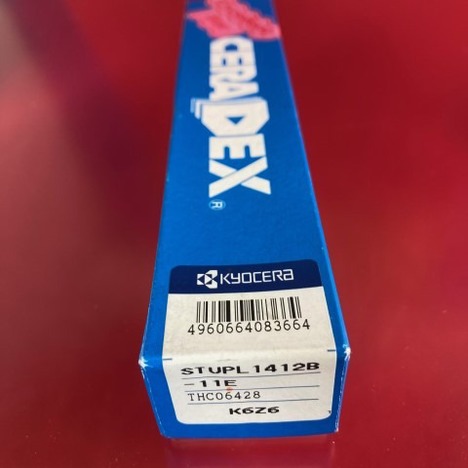 CERADEX®
KYOCERA
4960664083664
STUPL1412B
-11E
THC06428
K6Z6